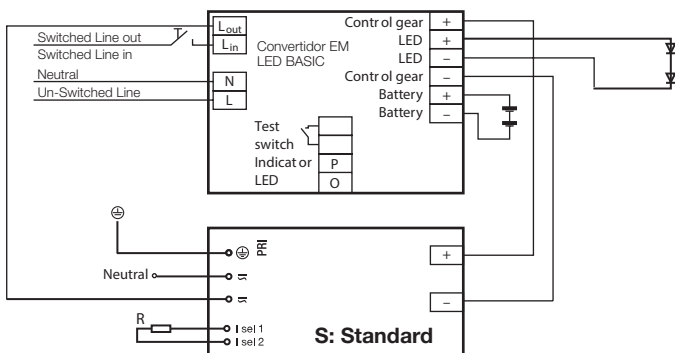 Switched Line out
Switched Line in
Neutral
Un-Switched Line
Lout
Lin
N
L
Convertidor EM
LED BASIC
Control gear +
LED +
LED −
Control gear −
Battery +
Battery −
Test
switch
Indicator P
LED O
PRI
Neutral
R
I sel 1
I sel 2
+
−
S: Standard